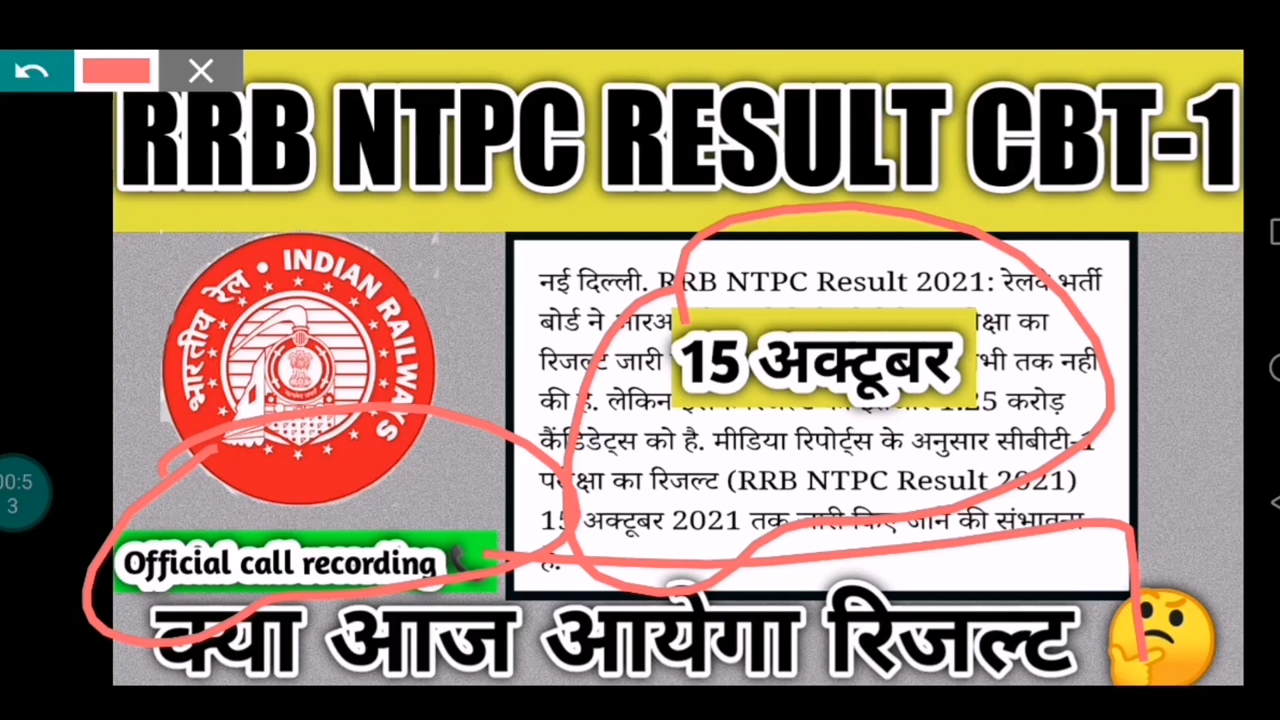 RRB NTPC RESULT CBT-1
भारतीय रेल • INDIAN RAILWAYS
नई दिल्ली. RRB NTPC Result 2021: रेलवे भर्ती
बोर्ड ने का
रिजल्ट जारी तक नहीं
की है. लेकिन 1.25 करोड़
कैंडिडेट्स को है. मीडिया रिपोर्ट्स के अनुसार सीबीटी-1
परीक्षा का रिजल्ट (RRB NTPC Result 2021)
15 अक्टूबर 2021 तक जारी किए जाने की संभावना
है.
15 अक्टूबर
Official call recording
क्या आज आयेगा रिजल्ट
00:5
3